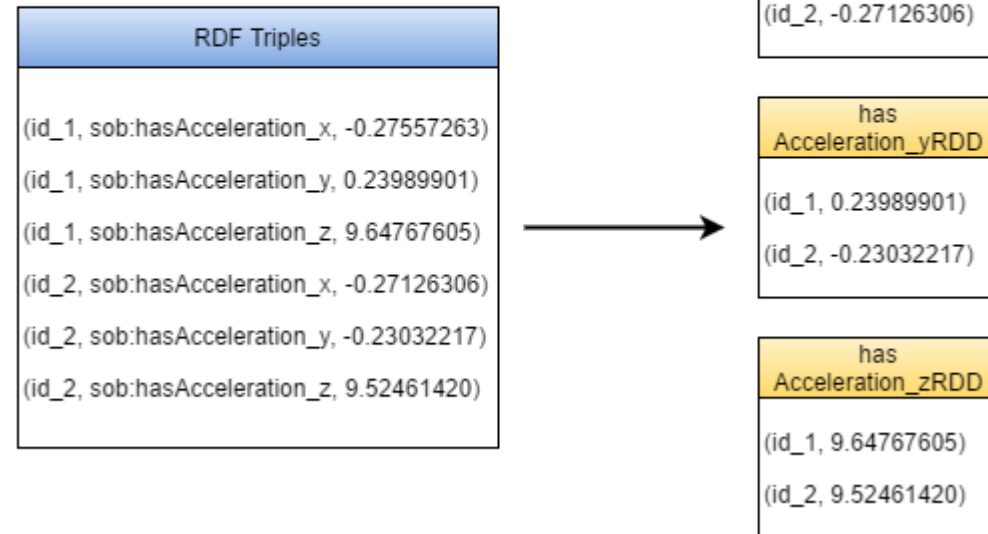 RDF Triples
(id_1, sob:hasAcceleration_x, -0.27557263)
(id_1, sob:hasAcceleration_y, 0.23989901)
(id_1, sob:hasAcceleration_z, 9.64767605)
(id_2, sob:hasAcceleration_x, -0.27126306)
(id_2, sob:hasAcceleration_y, -0.23032217)
(id_2, sob:hasAcceleration_z, 9.52461420)
(id_2, -0.27126306)
has
Acceleration_yRDD
(id_1, 0.23989901)
(id_2, -0.23032217)
has
Acceleration_zRDD
(id_1, 9.64767605)
(id_2, 9.52461420)